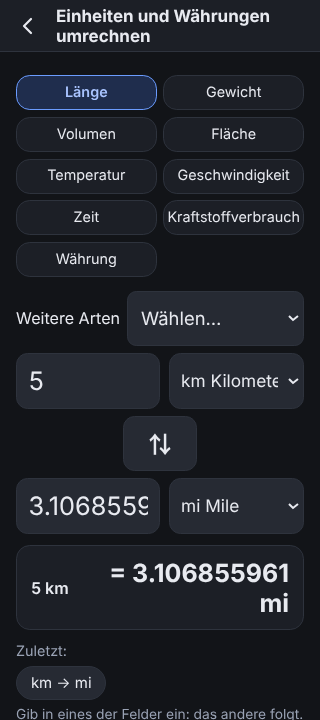 Einheiten und Währungen
umrechnen
Länge
Gewicht
Volumen
Fläche
Temperatur
Geschwindigkeit
Zeit
Kraftstoffverbrauch
Währung
Weitere Arten
Wählen...
5
km Kilomete
3.1068559
mi Mile
5 km
= 3.106855961
mi
Zuletzt:
km → mi
Gib in eines der Felder ein: das andere folgt.